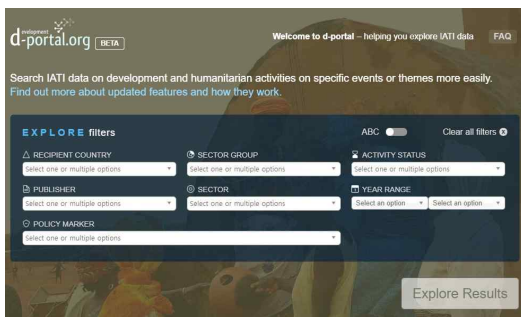 development
d-portal.org BETA
Welcome to d-portal – helping you explore IATI data FAQ
Search IATI data on development and humanitarian activities on specific events or themes more easily.
Find out more about updated features and how they work.
EXPLORE filters
ABC
Clear all filters
RECIPIENT COUNTRY
SECTOR GROUP
ACTIVITY STATUS
Select one or multiple options
Select one or multiple options
Select one or multiple options
PUBLISHER
SECTOR
YEAR RANGE
Select one or multiple options
Select one or multiple options
Select an option
Select an option
POLICY MARKER
Select one or multiple options
Explore Results